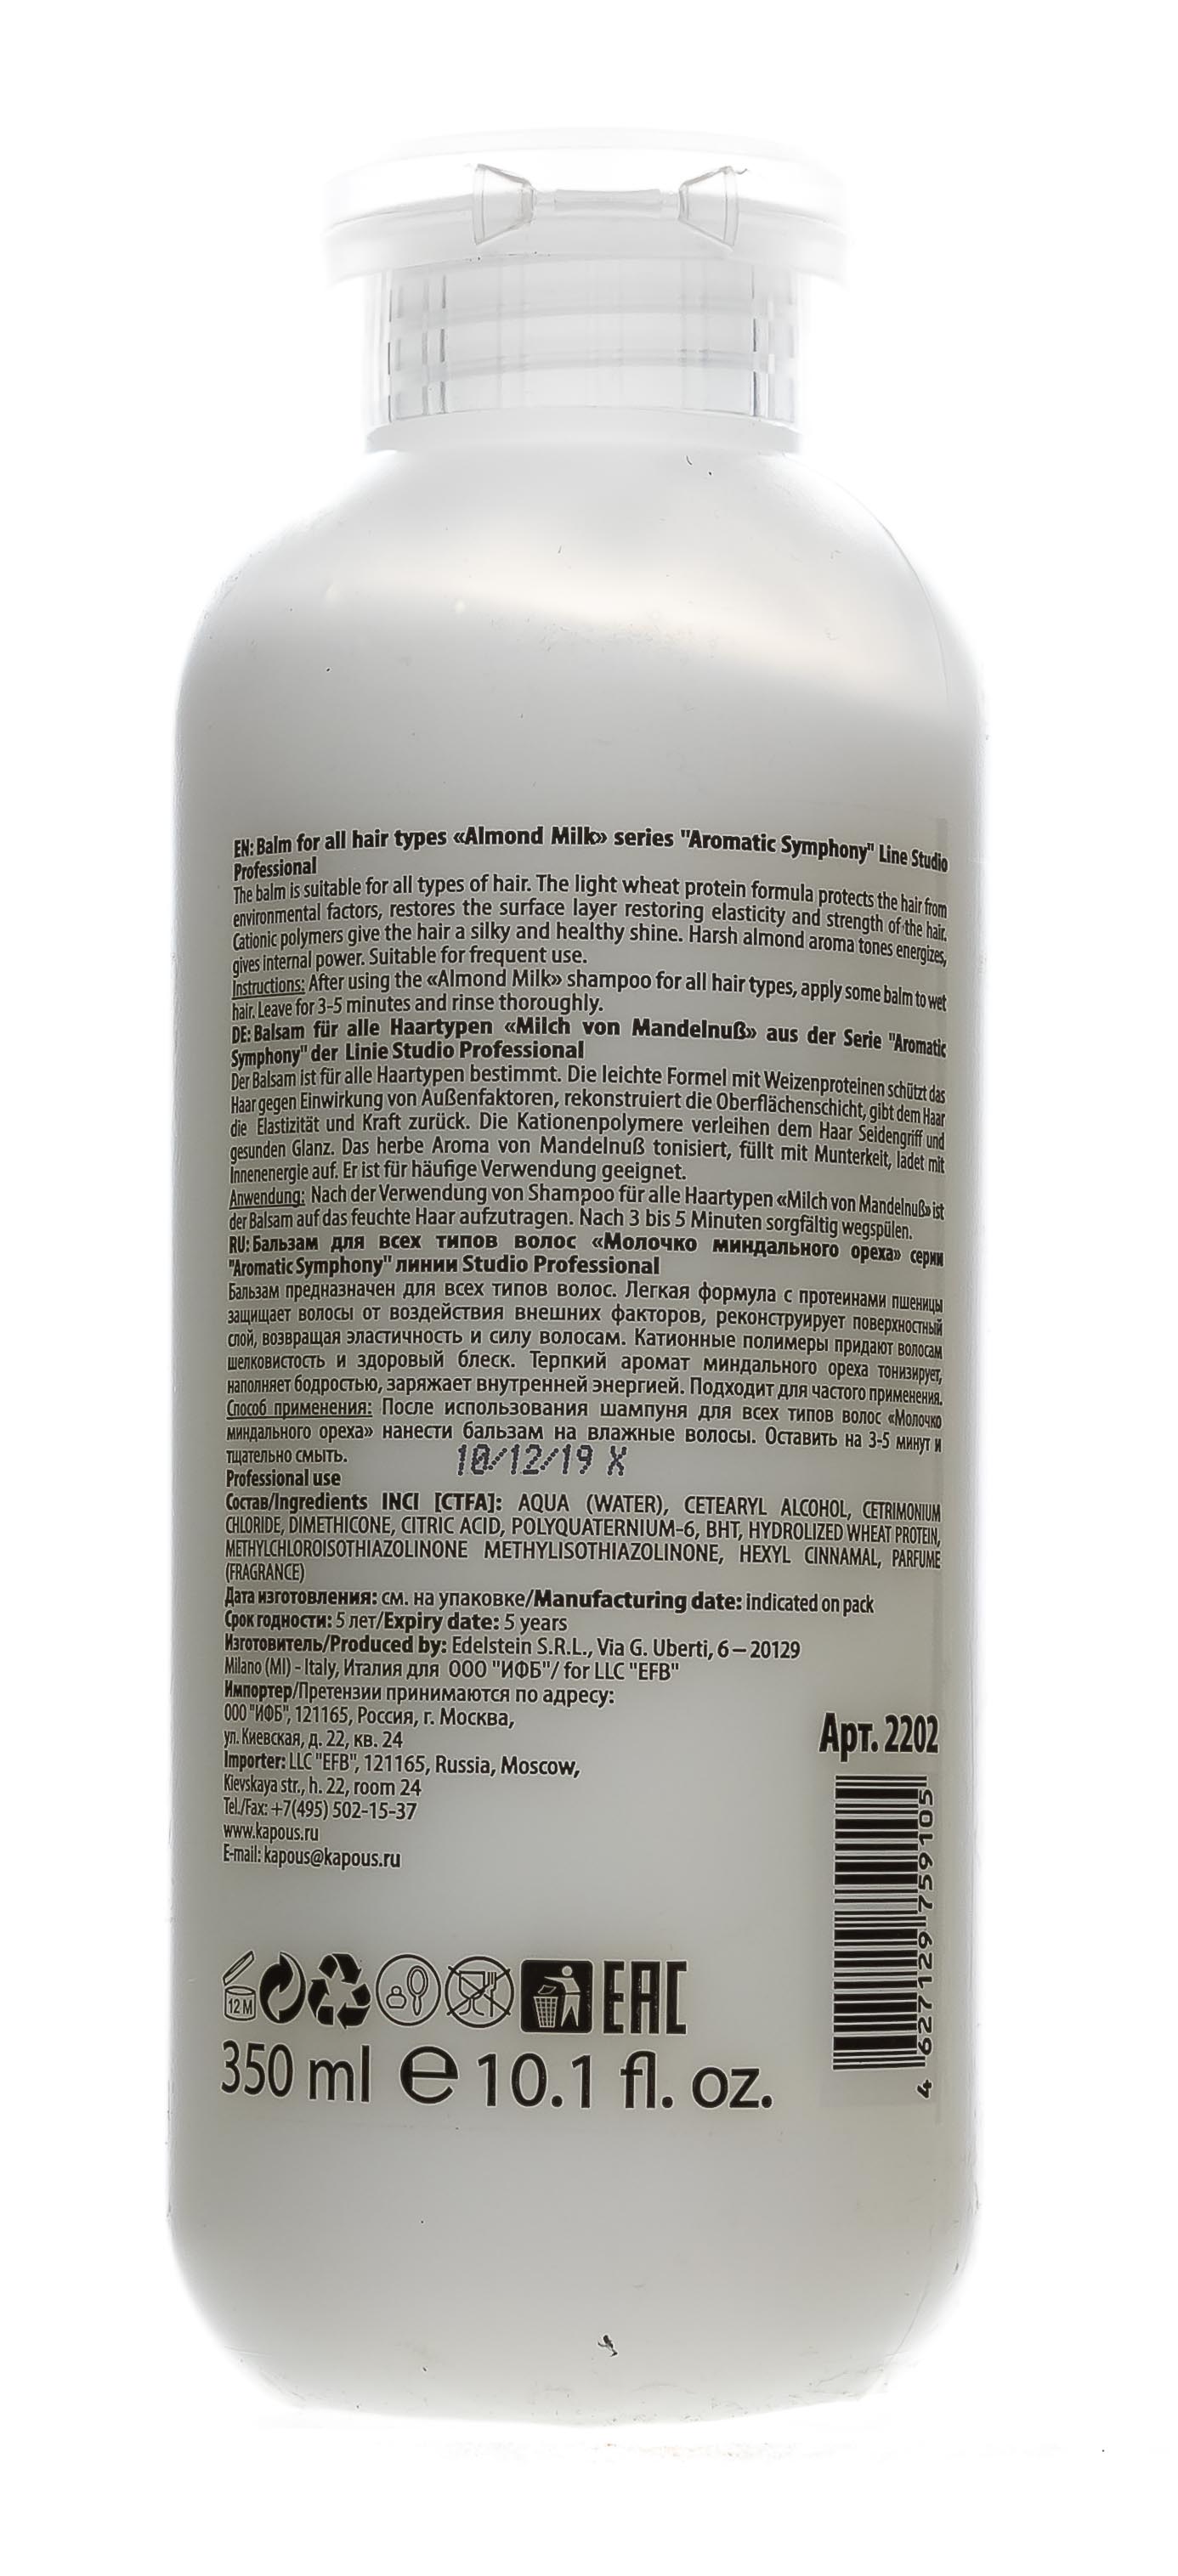 EN: Balm for all hair types «Almond Milk» series "Aromatic Symphony" Line Studio
Professional
The balm is suitable for all types of hair. The light wheat protein formula protects the hair from
environmental factors, restores the surface layer restoring elasticity and strength of the hair.
Cationic polymers give the hair a silky and healthy shine. Harsh almond aroma tones energizes,
gives internal power. Suitable for frequent use.
Instructions: After using the «Almond Milk» shampoo for all hair types, apply some balm to wet
hair. Leave for 3-5 minutes and rinse thoroughly.
DE: Balsam für alle Haartypen «Milch von Mandelnuß» aus der Serie "Aromatic
Symphony" der Linie Studio Professional
Der Balsam ist für alle Haartypen bestimmt. Die leichte Formel mit Weizenproteinen schützt das
Haar gegen Einwirkung von Außenfaktoren, rekonstruiert die Oberflächenschicht, gibt dem Haar
die Elastizität und Kraft zurück. Die Kationenpolymere verleihen dem Haar Seidengriff und
gesunden Glanz. Das herbe Aroma von Mandelnuß tonisiert, füllt mit Munterkeit, ladet mit
Innenenergie auf. Er ist für häufige Verwendung geeignet.
Anwendung: Nach der Verwendung von Shampoo für alle Haartypen «Milch von Mandelnuß» ist
der Balsam auf das feuchte Haar aufzutragen. Nach 3 bis 5 Minuten sorgfältig wegspülen.
RU: Бальзам для всех типов волос «Молочко миндального ореха» серии
"Aromatic Symphony" линии Studio Professional
Бальзам предназначен для всех типов волос. Легкая формула с протеинами пшеницы
защищает волосы от воздействия внешних факторов, реконструирует поверхностный
слой, возвращая эластичность и силу волосам. Катионные полимеры придают волосам
шелковистость и здоровый блеск. Терпкий аромат миндального ореха тонизирует,
наполняет бодростью, заряжает внутренней энергией. Подходит для частого применения.
Способ применения: После использования шампуня для всех типов волос «Молочко
миндального ореха» нанести бальзам на влажные волосы. Оставить на 3-5 минут и
тщательно смыть.
10/12/19 X
Professional use
Состав/Ingredients INCI [CTFA]: AQUA (WATER), CETEARYL ALCOHOL, CETRIMONIUM
CHLORIDE, DIMETHICONE, CITRIC ACID, POLYQUATERNIUM-6, BHT, HYDROLIZED WHEAT PROTEIN,
METHYLCHLOROISOTHIAZOLINONE METHYLISOTHIAZOLINONE, HEXYL CINNAMAL, PARFUME
(FRAGRANCE)
Дата изготовления: см. на упаковке/Manufacturing date: indicated on pack
Срок годности: 5 лет/Expiry date: 5 years
Изготовитель/Produced by: Edelstein S.R.L., Via G. Uberti, 6 – 20129
Milano (MI) - Italy, Италия для ООО "ИФБ"/ for LLC "EFB"
Импортер/Претензии принимаются по адресу:
ООО "ИФБ", 121165, Россия, г. Москва,
ул. Киевская, д. 22, кв. 24
Importer: LLC "EFB", 121165, Russia, Moscow,
Kievskaya str., h. 22, room 24
Tel./Fax: +7(495) 502-15-37
www.kapous.ru
E-mail: kapous@kapous.ru
Арт. 2202
4 627129 759105
12 M
EAC
350 ml e 10.1 fl. oz.